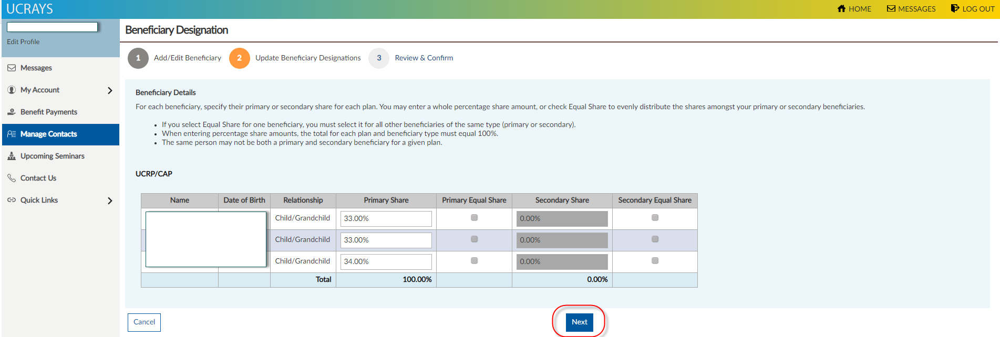 UCRAYS
HOME MESSAGES LOG OUT
Edit Profile
Messages
My Account
Benefit Payments
Manage Contacts
Upcoming Seminars
Contact Us
Quick Links
Beneficiary Designation
1 Add/Edit Beneficiary 2 Update Beneficiary Designations 3 Review & Confirm
Beneficiary Details
For each beneficiary, specify their primary or secondary share for each plan. You may enter a whole percentage share amount, or check Equal Share to evenly distribute the shares amongst your primary or secondary beneficiaries.
• If you select Equal Share for one beneficiary, you must select it for all other beneficiaries of the same type (primary or secondary).
• When entering percentage share amounts, the total for each plan and beneficiary type must equal 100%.
• The same person may not be both a primary and secondary beneficiary for a given plan.
UCRP/CAP
Name Date of Birth Relationship Primary Share Primary Equal Share Secondary Share Secondary Equal Share
Child/Grandchild 33.00% 0.00%
Child/Grandchild 33.00% 0.00%
Child/Grandchild 34.00% 0.00%
Total 100.00% 0.00%
Cancel Next